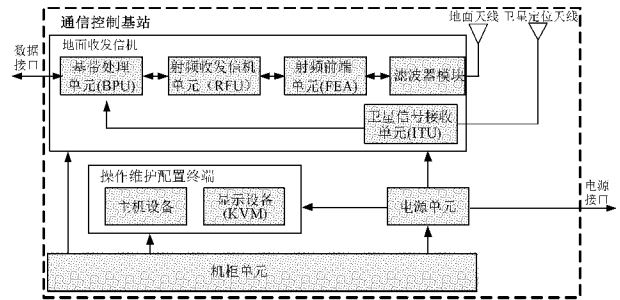 通信控制基站
地面天线 卫星定位天线
数据
接口
地面收发信机
基带处理
单元(BPU)
射频收发信机
单元（RFU）
射频前端
单元(FEA)
滤波器模块
卫星信号接收
单元(ITU)
操作维护配置终端
主机设备
显示设备
(KVM)
电源单元
电源
接口
机柜单元